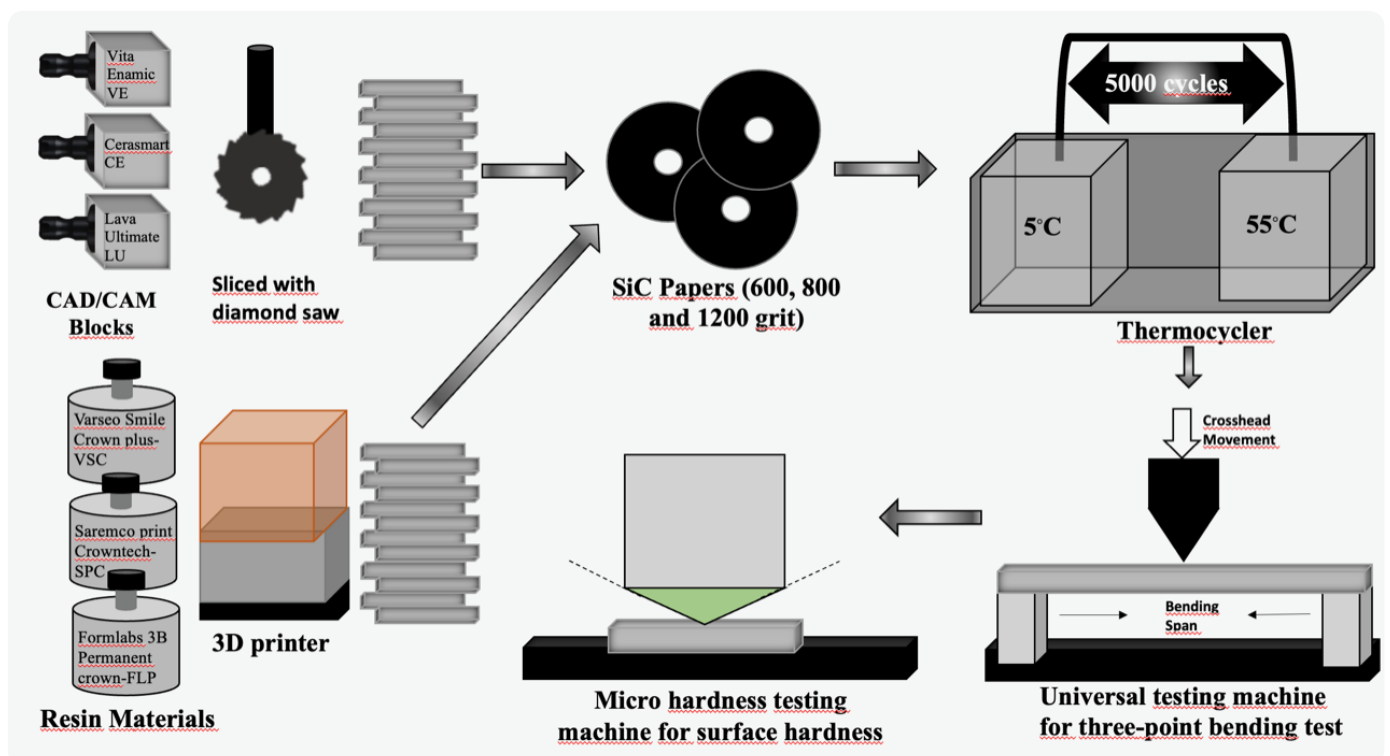 Vita
Enamic
VE
Cerasmart
CE
Lava
Ultimate
LU
CAD/CAM
Blocks
Sliced with
diamond saw
SiC Papers (600, 800
and 1200 grit)
5000 cycles
5°C
55°C
Thermocycler
Varseo Smile
Crown plus-
VSC
Saremco print
Crowntech-
SPC
Formlabs 3B
Permanent
crown-FLP
Resin Materials
3D printer
Crosshead
Movement
Bending
Span
Universal testing machine
for three-point bending test
Micro hardness testing
machine for surface hardness